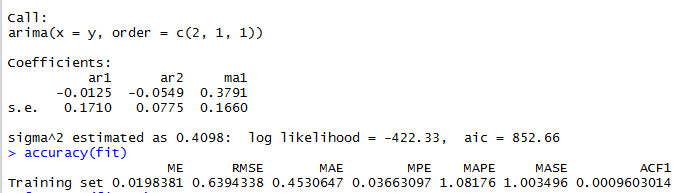 Call:
arima(x = y, order = c(2, 1, 1))
Coefficients:
ar1 ar2 ma1
-0.0125 -0.0549 0.3791
s.e. 0.1710 0.0775 0.1660
sigma^2 estimated as 0.4098: log likelihood = -422.33, aic = 852.66
> accuracy(fit)
ME RMSE MAE MPE MAPE MASE ACF1
Training set 0.0198381 0.6394338 0.4530647 0.03663097 1.08176 1.003496 0.0009603014